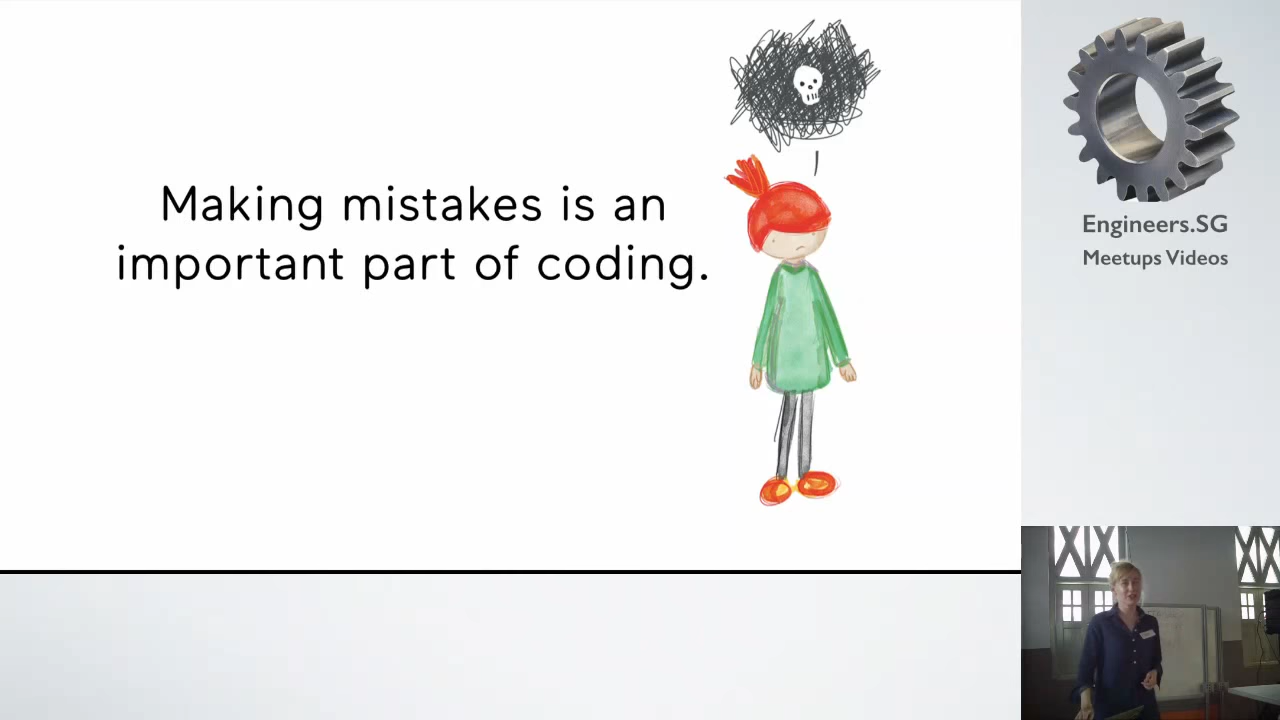 Making mistakes is an
important part of coding.
Engineers.SG
Meetups Videos